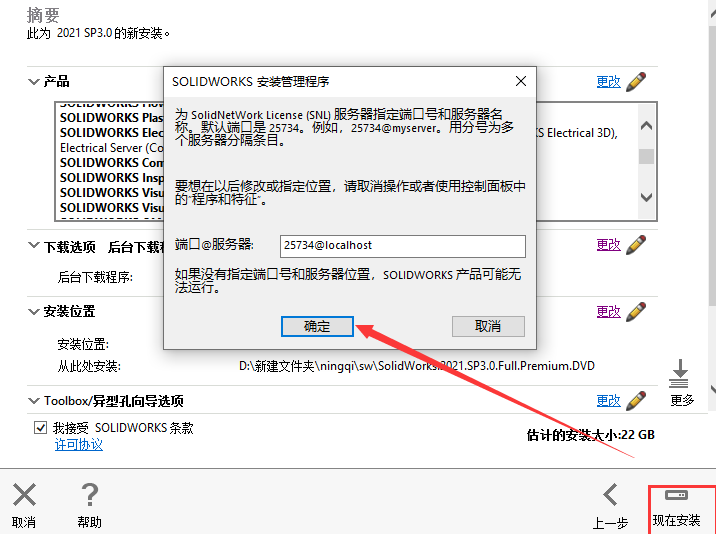 摘要
此为 2021 SP3.0 的新安装。
产品
更改
SOLIDWORKS Plas
SOLIDWORKS Elec
KS Electrical 3D),
Electrical Server (Co
SOLIDWORKS Com
SOLIDWORKS Insp
SOLIDWORKS Visu
SOLIDWORKS Visu
SOLIDWORKS 安装管理程序
为 SolidNetWork License (SNL) 服务器指定端口号和服务器名
称。默认端口是 25734。例如，25734@myserver。用分号为多
个服务器分隔条目。
要想在以后修改或指定位置，请取消操作或者使用控制面板中
的“程序和特征”。
端口@服务器:
25734@localhost
如果没有指定端口号和服务器位置，SOLIDWORKS 产品可能无
法运行。
确定
取消
下载选项 后台下载程
更改
后台下载程序:
安装位置
更改
安装位置:
从此处安装:
D:\新建文件夹\ningqi\sw\SolidWorks.2021.SP3.0.Full.Premium.DVD
Toolbox/异型孔向导选项
更改
更多
我接受 SOLIDWORKS 条款
许可协议
估计的安装大小:22 GB
取消
帮助
上一步
现在安装